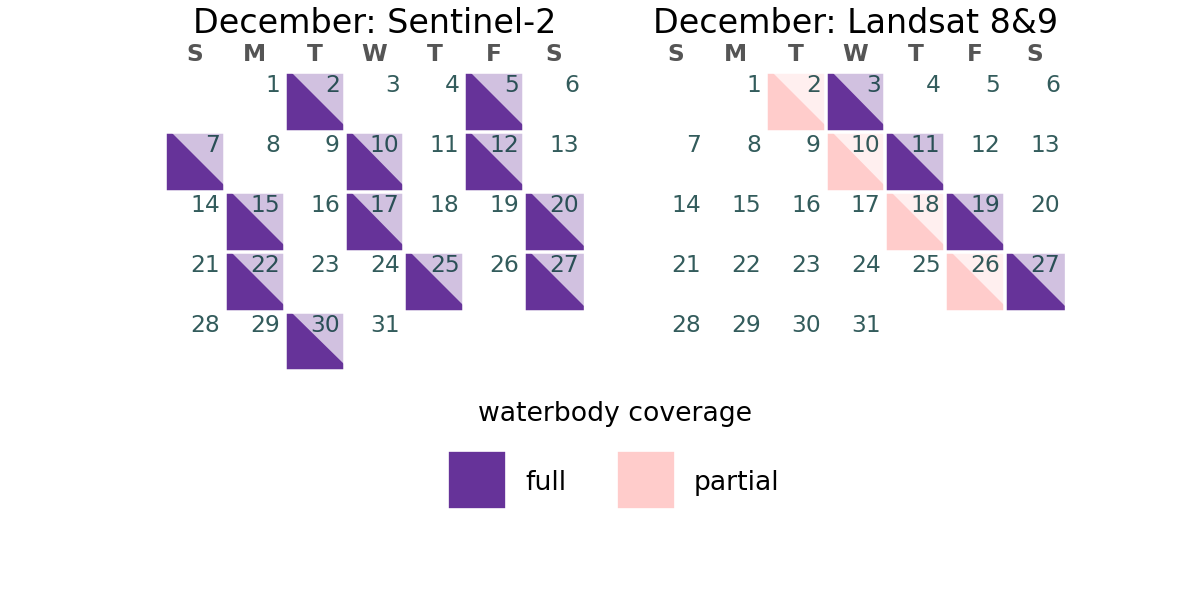 December: Sentinel-2
S M T W T F S
1 2 3 4 5 6
7 8 9 10 11 12 13
14 15 16 17 18 19 20
21 22 23 24 25 26 27
28 29 30 31
December: Landsat 8&9
S M T W T F S
1 2 3 4 5 6
7 8 9 10 11 12 13
14 15 16 17 18 19 20
21 22 23 24 25 26 27
28 29 30 31
waterbody coverage
full partial